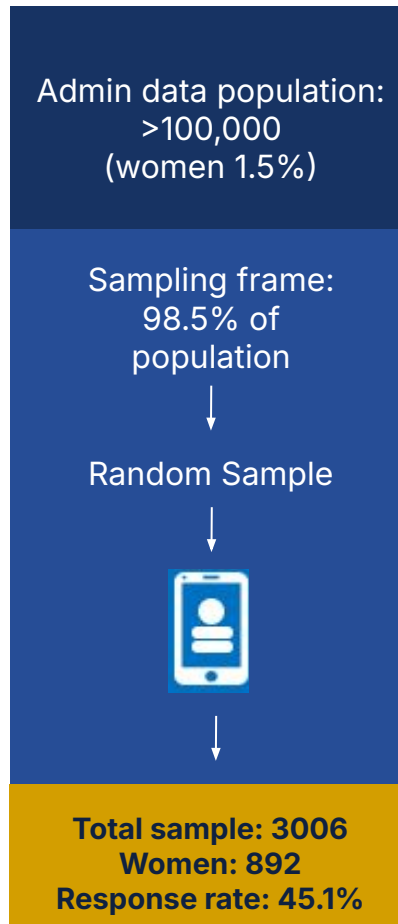 Admin data population:
>100,000
(women 1.5%)
Sampling frame:
98.5% of
population
Random Sample
Total sample: 3006
Women: 892
Response rate: 45.1%